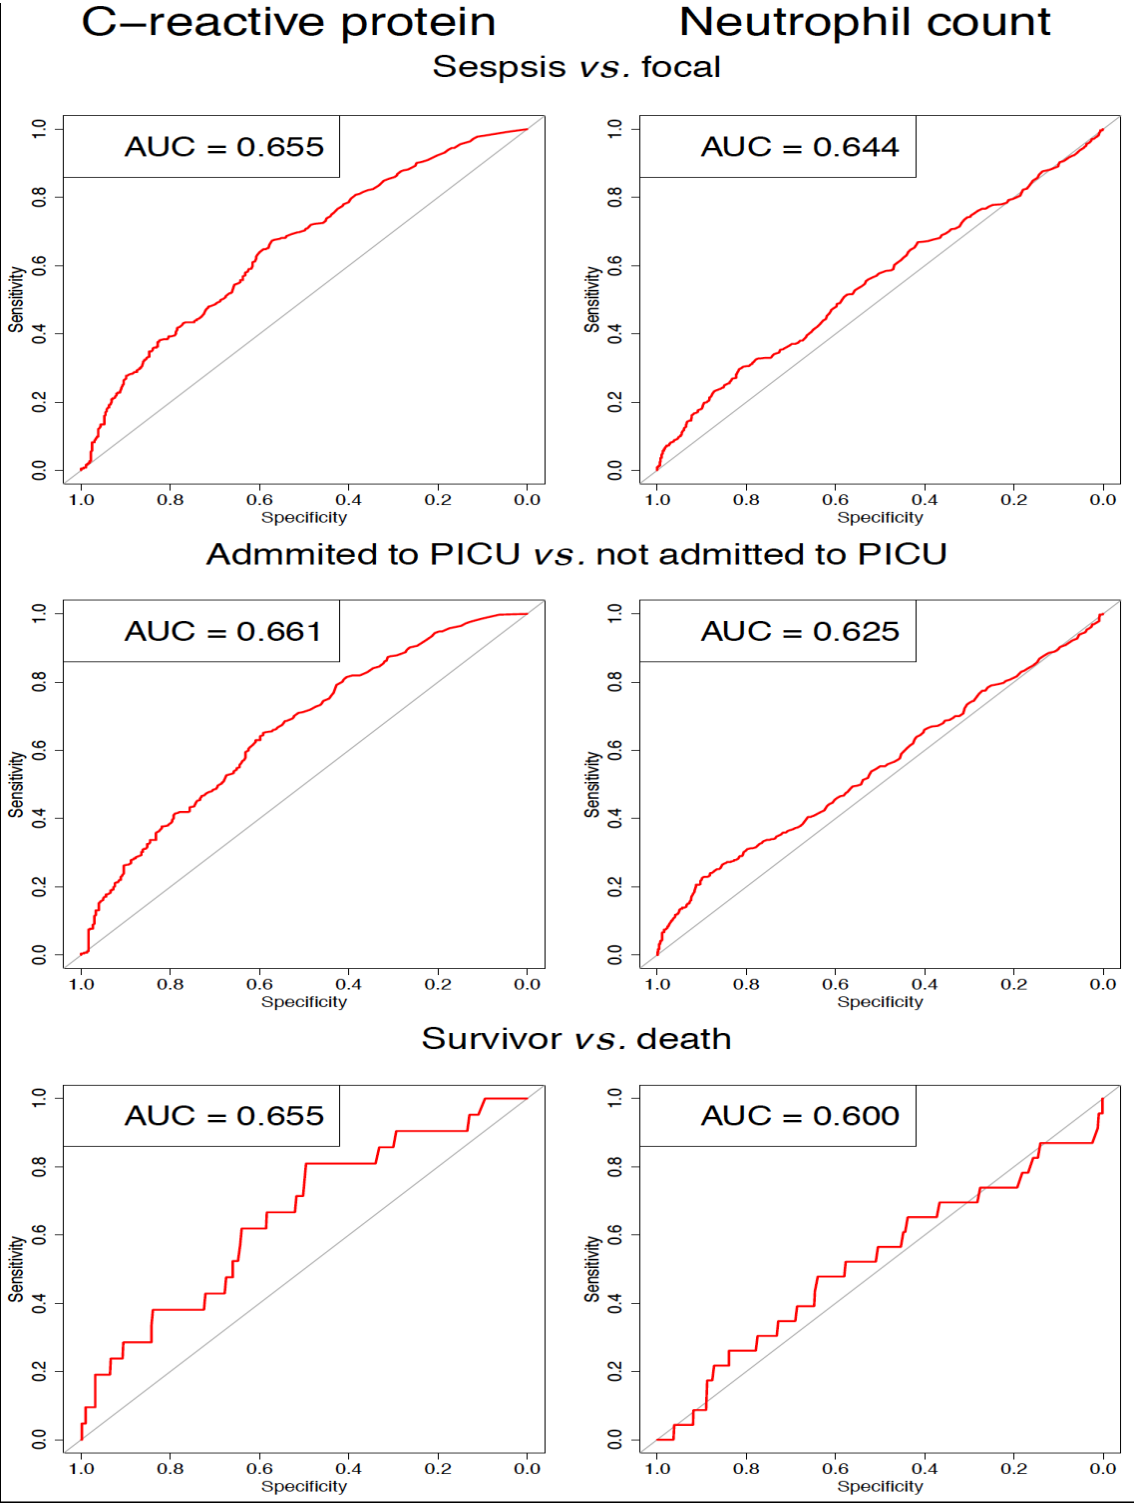 C−reactive protein
Neutrophil count
Sespsis vs. focal
AUC = 0.655
1.0
0.8
0.6
0.4
0.2
0.0
Sensitivity
1.0 0.8 0.6 0.4 0.2 0.0
Specificity
AUC = 0.644
1.0
0.8
0.6
0.4
0.2
0.0
Sensitivity
1.0 0.8 0.6 0.4 0.2 0.0
Specificity
Admmited to PICU vs. not admitted to PICU
AUC = 0.661
1.0
0.8
0.6
0.4
0.2
0.0
Sensitivity
1.0 0.8 0.6 0.4 0.2 0.0
Specificity
AUC = 0.625
1.0
0.8
0.6
0.4
0.2
0.0
Sensitivity
1.0 0.8 0.6 0.4 0.2 0.0
Specificity
Survivor vs. death
AUC = 0.655
1.0
0.8
0.6
0.4
0.2
0.0
Sensitivity
1.0 0.8 0.6 0.4 0.2 0.0
Specificity
AUC = 0.600
1.0
0.8
0.6
0.4
0.2
0.0
Sensitivity
1.0 0.8 0.6 0.4 0.2 0.0
Specificity